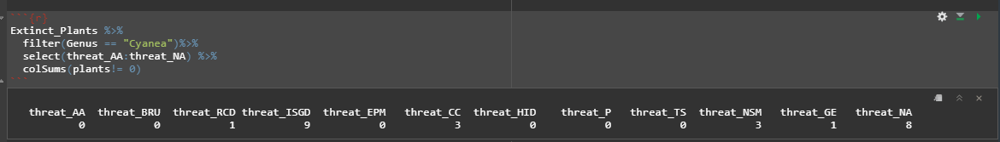 ```{r}
Extinct_Plants %>%
  filter(Genus == "Cyanea")%>%
  select(threat_AA:threat_NA) %>%
  colSums(plants!= 0)
```
threat_AA threat_BRU threat_RCD threat_ISGD threat_EPM threat_CC threat_HID threat_P threat_TS threat_NSM threat_GE threat_NA
0 0 1 9 0 3 0 0 0 3 1 8